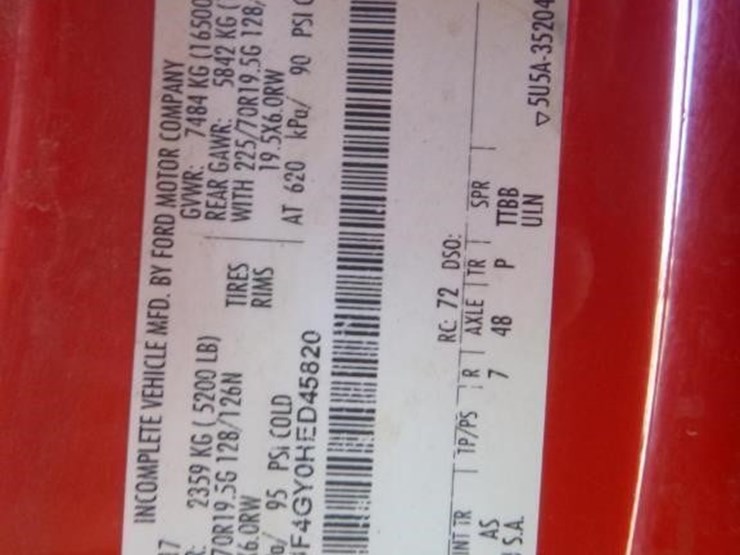 INCOMPLETE VEHICLE MFD. BY FORD MOTOR COMPANY
GVWR: 7484 KG (16500
2359 KG ( 5200 LB) REAR GAWR: 5842 KG (
70R19.5G 128/126N TIRES WITH 225/70R19.5G 128/
6.0RW RIMS 19.5X6.0RW
95 PSI COLD AT 620 kPa/ 90 PSI C
F4GY0HED45820
RC: 72 DSO:
INT TR TP/PS R AXLE TR SPR
AS 7 48 P TTBB
S.A. ULN
▽5U5A-35204